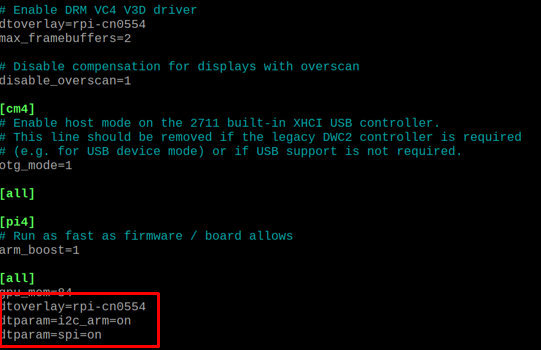 # Enable DRM VC4 V3D driver
dtoverlay=rpi-cn0554
max_framebuffers=2
# Disable compensation for displays with overscan
disable_overscan=1
[cm4]
# Enable host mode on the 2711 built-in XHCI USB controller.
# This line should be removed if the legacy DWC2 controller is required
# (e.g. for USB device mode) or if USB support is not required.
otg_mode=1
[all]
[pi4]
# Run as fast as firmware / board allows
arm_boost=1
[all]
gpu_mem=84
dtoverlay=rpi-cn0554
dtparam=i2c_arm=on
dtparam=spi=on